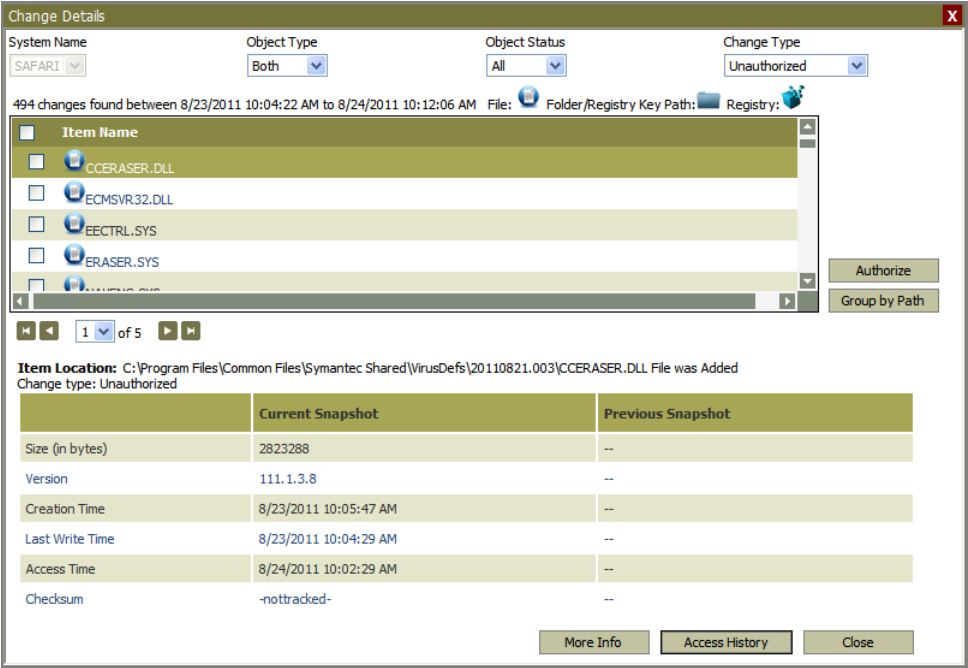 Change Details X
System Name Object Type Object Status Change Type
SAFARI Both All Unauthorized
494 changes found between 8/23/2011 10:04:22 AM to 8/24/2011 10:12:06 AM File: Folder/Registry Key Path: Registry:
Item Name
CCERASER.DLL
ECMSVR32.DLL
EECTRL.SYS
ERASER.SYS
Authorize
Group by Path
1 of 5
Item Location: C:\Program Files\Common Files\Symantec Shared\VirusDefs\20110821.003\CCERASER.DLL File was Added
Change type: Unauthorized
Current Snapshot Previous Snapshot
Size (in bytes) 2823288 --
Version 111.1.3.8 --
Creation Time 8/23/2011 10:05:47 AM --
Last Write Time 8/23/2011 10:04:29 AM --
Access Time 8/24/2011 10:02:29 AM --
Checksum -nottracked- --
More Info Access History Close